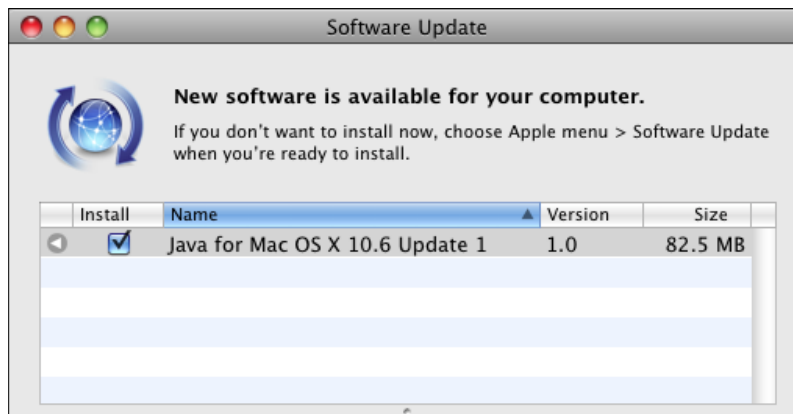 Software Update
New software is available for your computer.
If you don't want to install now, choose Apple menu > Software Update
when you're ready to install.
Install Name Version Size
Java for Mac OS X 10.6 Update 1 1.0 82.5 MB